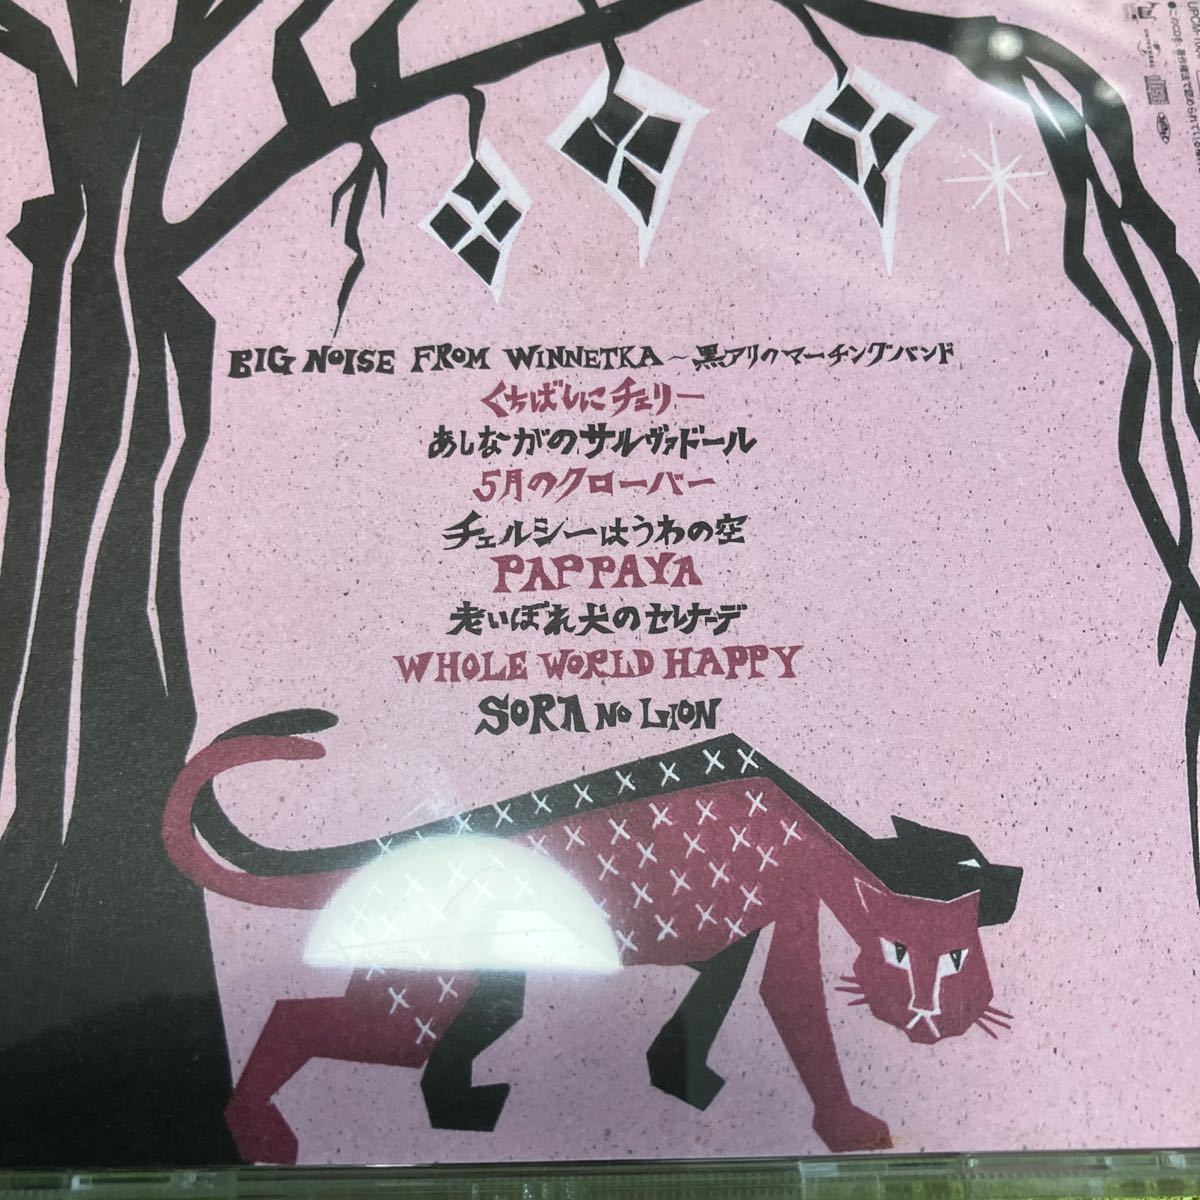 BIG NOISE FROM WINNETKA～黒アリのマーチングバンド
くちばしにチェリー
あしながのサルヴァドール
5月のクローバー
チェルシーはうわの空
PAPPAYA
老いぼれ犬のセレナーデ
WHOLE WORLD HAPPY
SORA NO LION